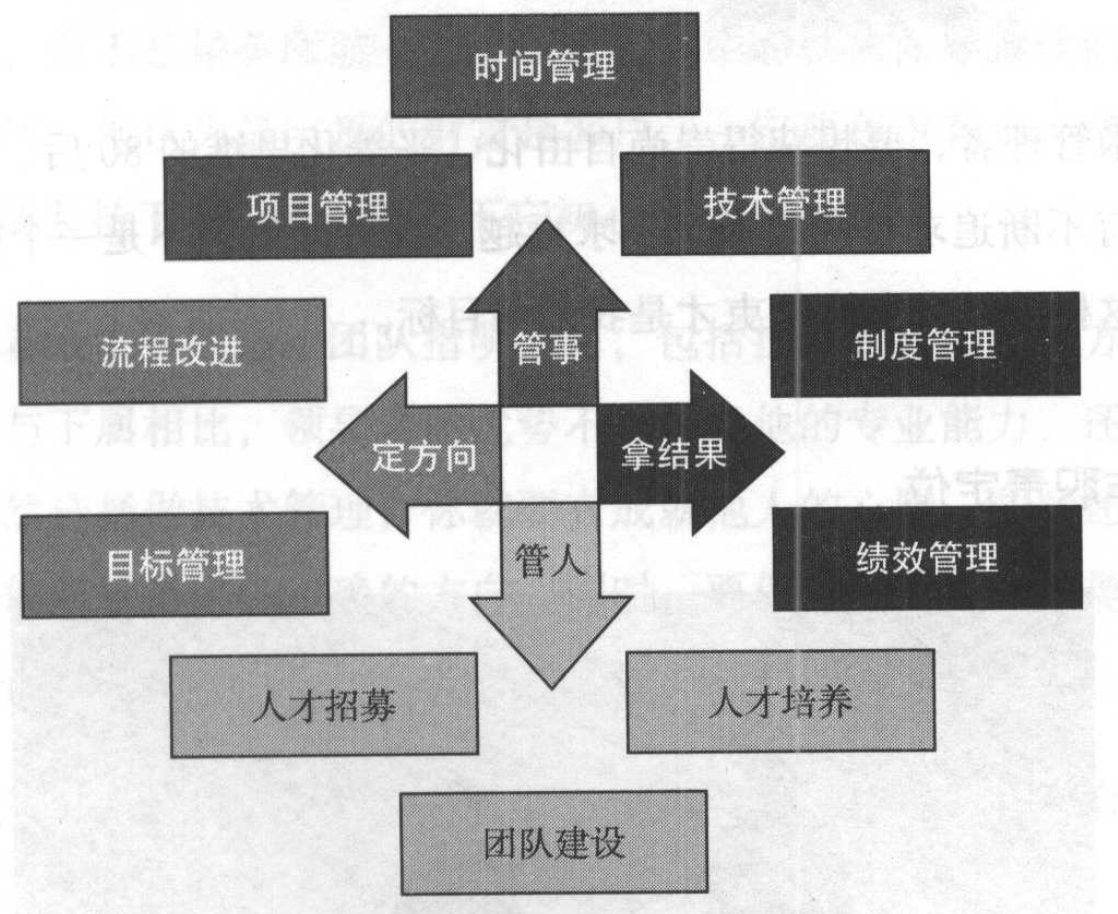 时间管理
项目管理
技术管理
流程改进
管事
制度管理
定方向
拿结果
目标管理
管人
绩效管理
人才招募
人才培养
团队建设